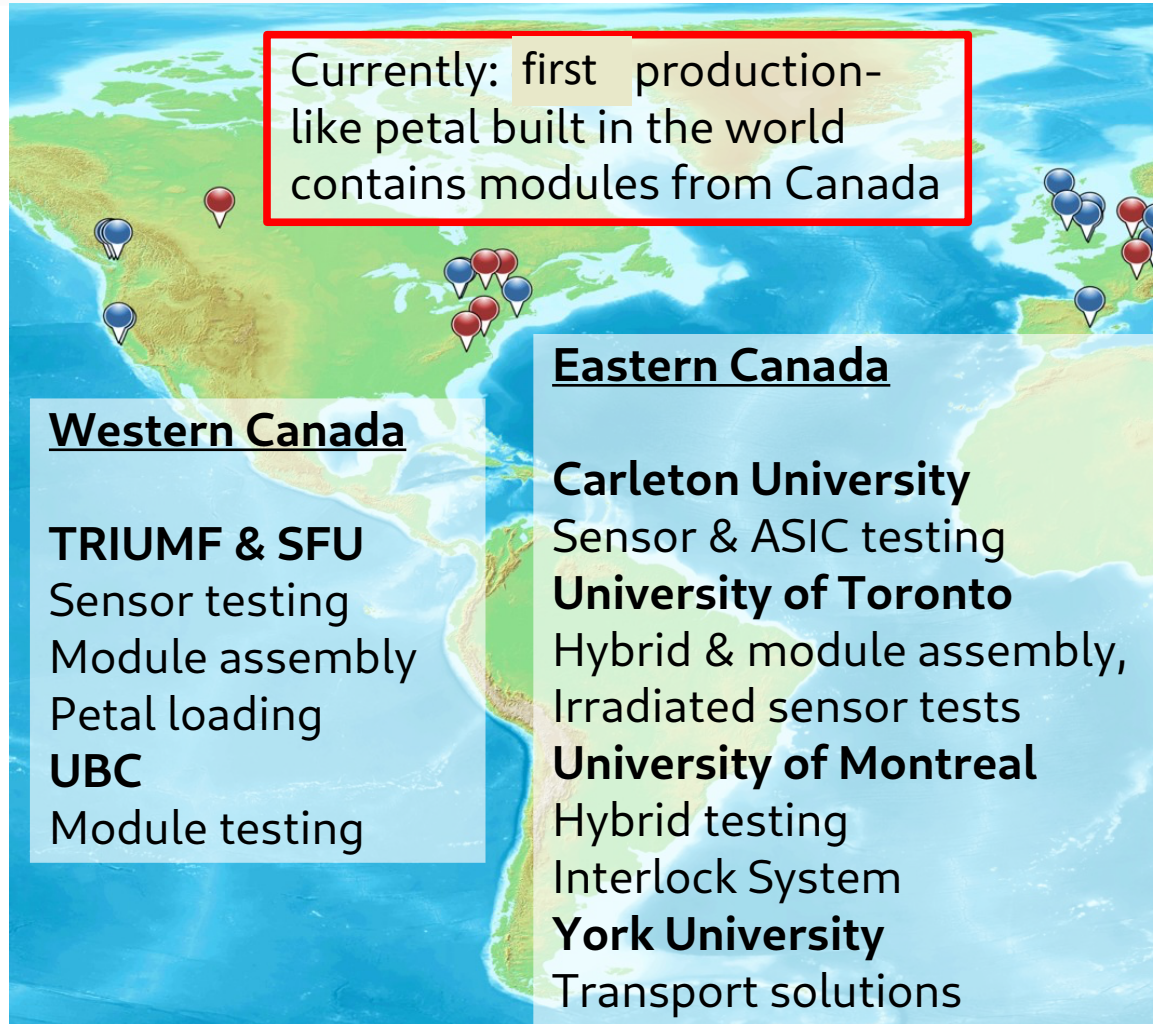 Currently: first production-
like petal built in the world
contains modules from Canada
Western Canada
TRIUMF & SFU
Sensor testing
Module assembly
Petal loading
UBC
Module testing
Eastern Canada
Carleton University
Sensor & ASIC testing
University of Toronto
Hybrid & module assembly,
Irradiated sensor tests
University of Montreal
Hybrid testing
Interlock System
York University
Transport solutions